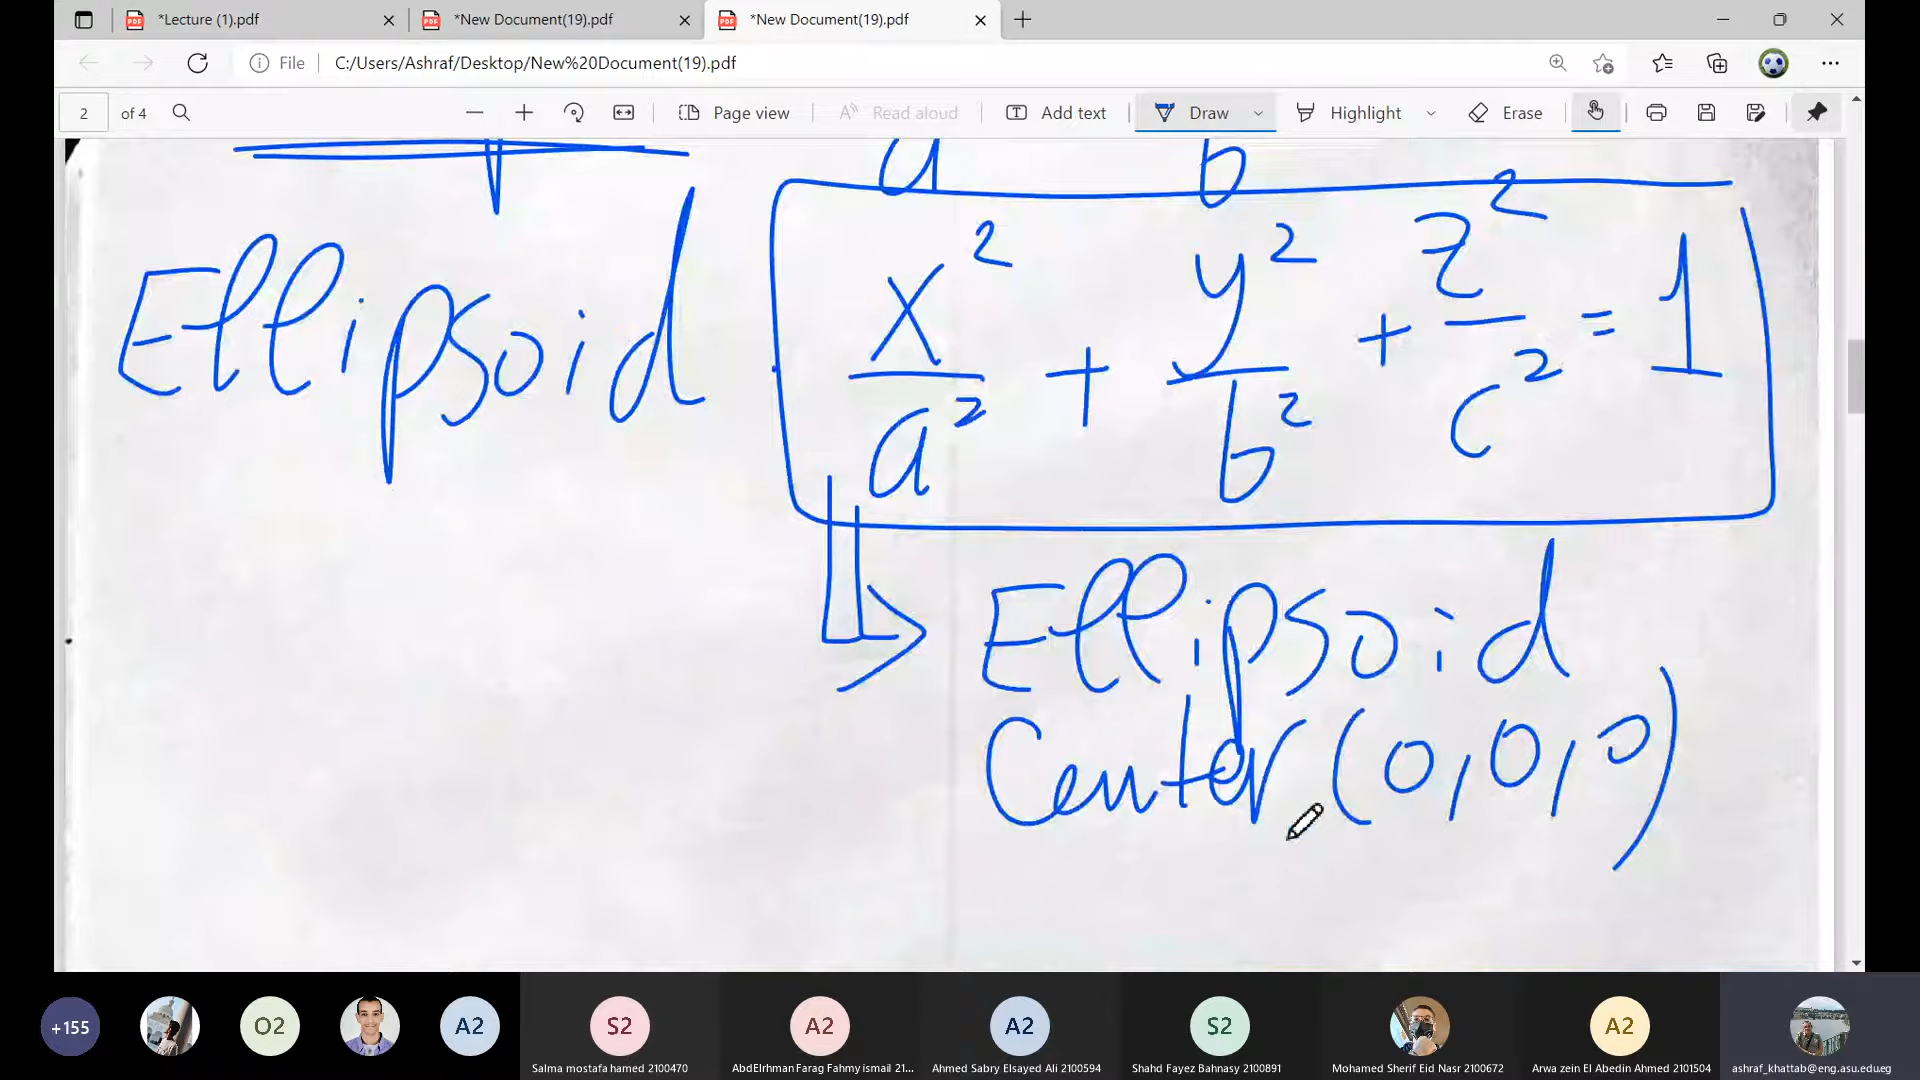 *Lecture (1).pdf
*New Document(19).pdf
*New Document(19).pdf
File
C:/Users/Ashraf/Desktop/New%20Document(19).pdf
2 of 4
Page view
Read aloud
Add text
Draw
Highlight
Erase
a b
Ellipsoid
x²/a² + y²/b² + z²/c² = 1
Ellipsoid
Center (0,0,0)
+155
O2
A2
S2
A2
A2
S2
A2
Salma mostafa hamed 2100470
AbdElrhman Farag Fahmy ismail 21...
Ahmed Sabry Elsayed Ali 2100594
Shahd Fayez Bahnasy 2100891
Mohamed Sherif Eid Nasr 2100672
Arwa zein El Abedin Ahmed 2101504
ashraf_khattab@eng.asu.edu.eg